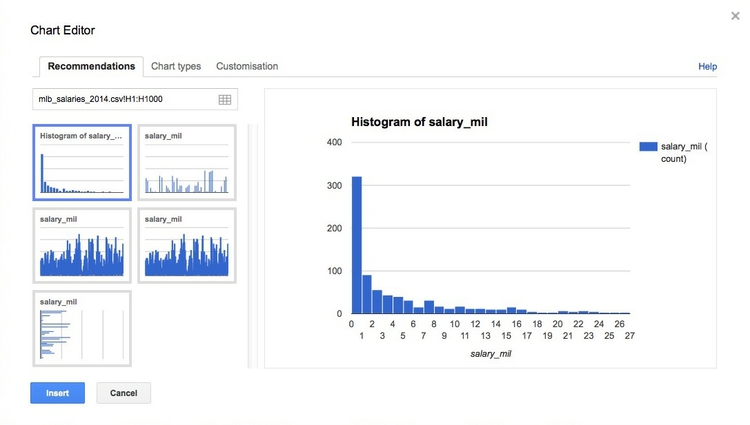 ×
Chart Editor
Recommendations
Chart types
Customisation
Help
mlb_salaries_2014.csv!H1:H1000
Histogram of salary_...
salary_mil
salary_mil
salary_mil
salary_mil
Histogram of salary_mil
400
300
200
100
0
salary_mil (
count)
0 2 4 6 8 10 12 14 16 18 20 22 24 26
1 3 5 7 9 11 13 15 17 19 21 23 25 27
salary_mil
Insert
Cancel